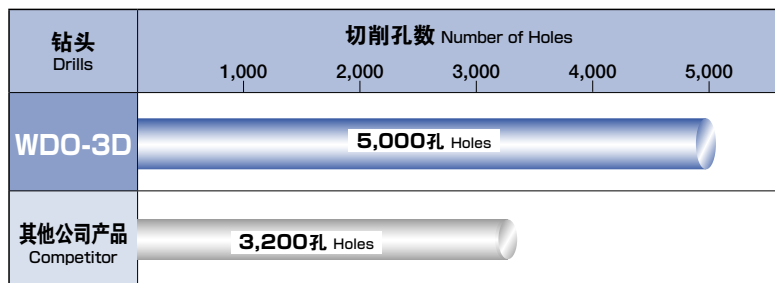 钻头
Drills
切削孔数 Number of Holes
1,000 2,000 3,000 4,000 5,000
WDO-3D
5,000孔 Holes
其他公司产品
Competitor
3,200孔 Holes